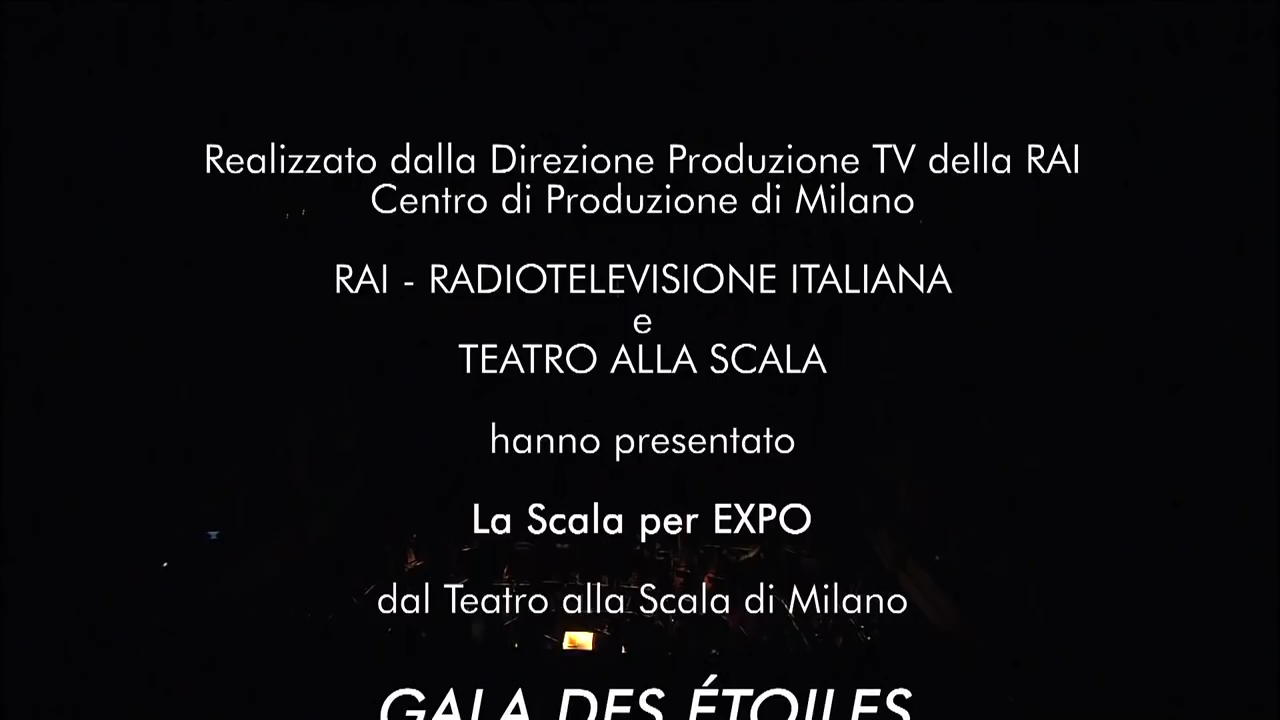 Realizzato dalla Direzione Produzione TV della RAI
Centro di Produzione di Milano
RAI - RADIOTELEVISIONE ITALIANA
e
TEATRO ALLA SCALA
hanno presentato
La Scala per EXPO
dal Teatro alla Scala di Milano
GALA DES ÉTOILES